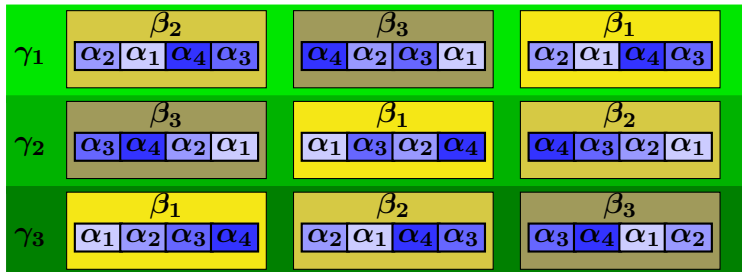 β₂ β₃ β₁
γ₁ α₂ α₁ α₄ α₃ α₄ α₂ α₃ α₁ α₂ α₁ α₄ α₃
β₃ β₁ β₂
γ₂ α₃ α₄ α₂ α₁ α₁ α₃ α₂ α₄ α₄ α₃ α₂ α₁
β₁ β₂ β₃
γ₃ α₁ α₂ α₃ α₄ α₂ α₁ α₄ α₃ α₃ α₄ α₁ α₂